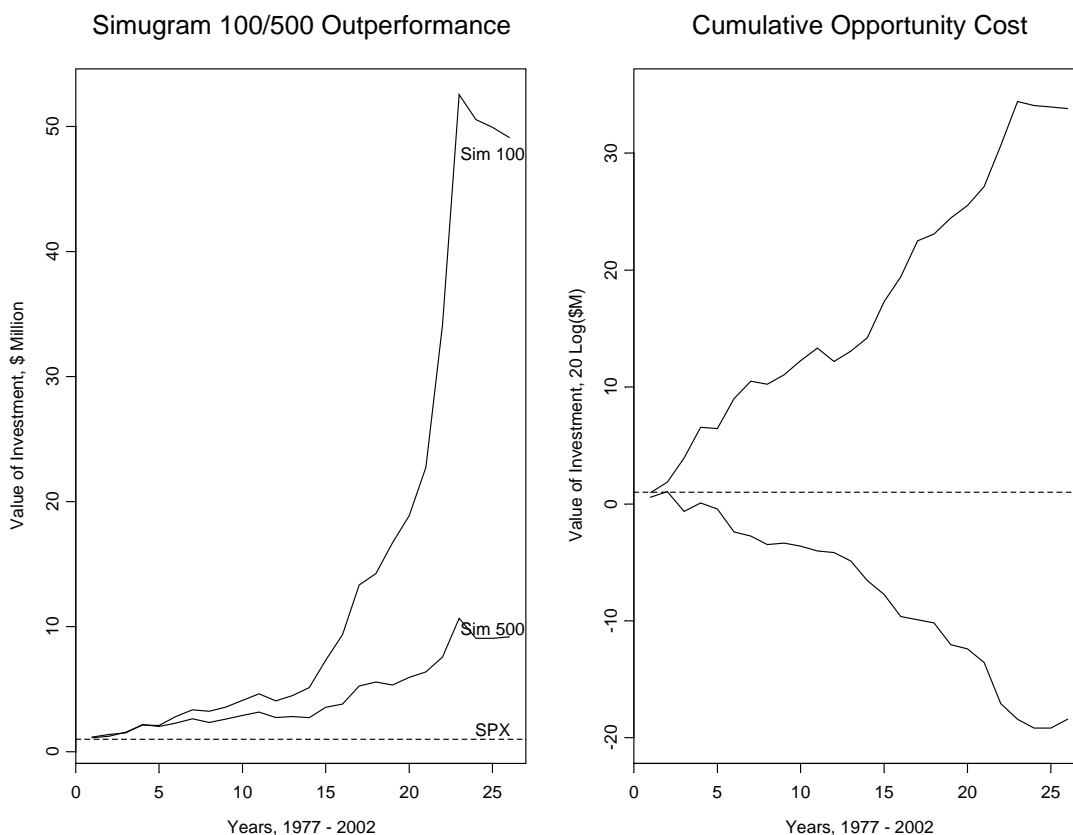 Simugram 100/500 Outperformance
Value of Investment, $ Million
50
40
30
20
10
0
Sim 100
Sim 500
SPX
0 5 10 15 20 25
Years, 1977 - 2002
Cumulative Opportunity Cost
Value of Investment, 20 Log($M)
30
20
10
0
-10
-20
0 5 10 15 20 25
Years, 1977 - 2002